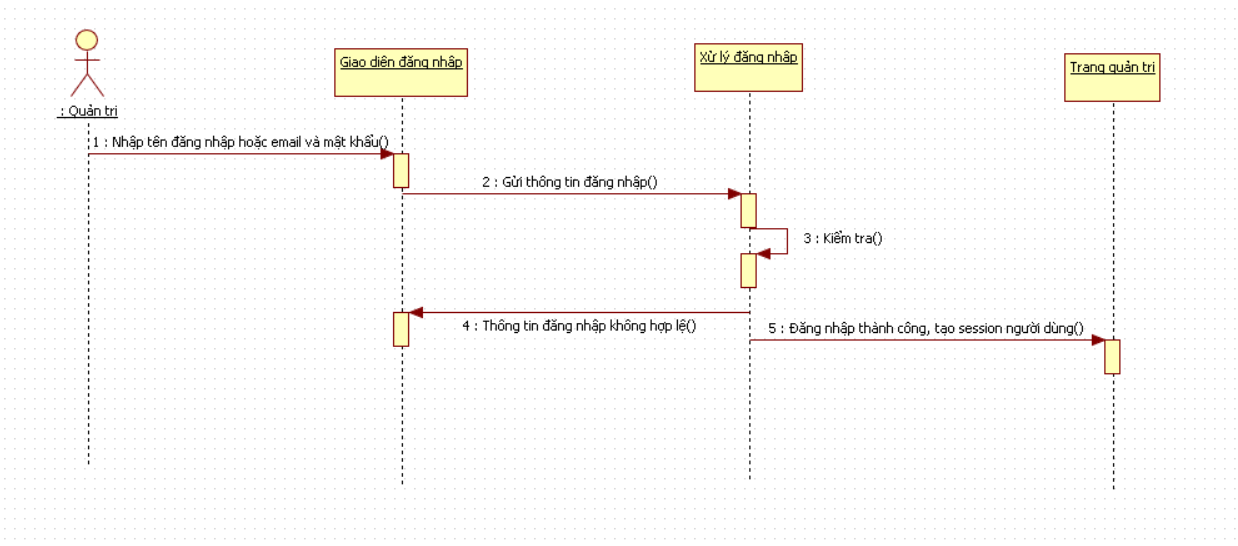 Giao diện đăng nhập
Xử lý đăng nhập
Trang quản trị
: Quản trị
1 : Nhập tên đăng nhập hoặc email và mật khẩu()
2 : Gửi thông tin đăng nhập()
3 : Kiểm tra()
4 : Thông tin đăng nhập không hợp lệ()
5 : Đăng nhập thành công, tạo session người dùng()